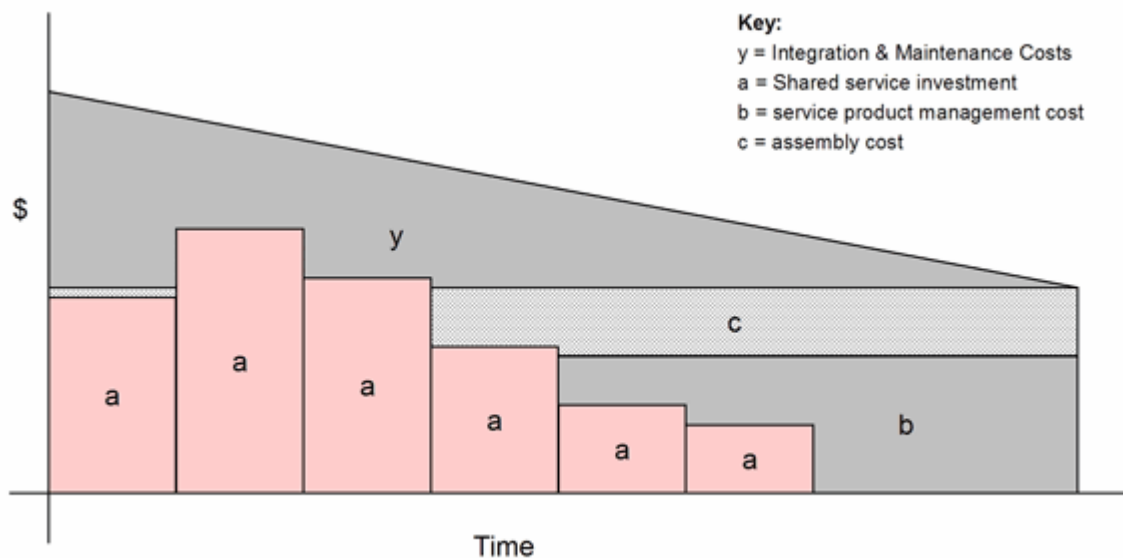 Key:
y = Integration & Maintenance Costs
a = Shared service investment
b = service product management cost
c = assembly cost
$
y
c
a
a
a
a
b
a
a
Time